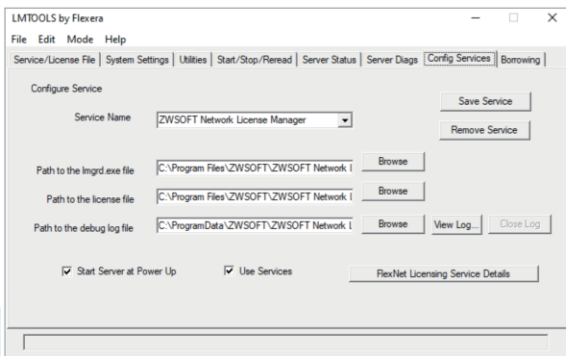 LMTOOLS by Flexera
File Edit Mode Help
Service/License File System Settings Utilities Start/Stop/Reread Server Status Server Diags Config Services Borrowing
Configure Service
Save Service
Service Name ZWSOFT Network License Manager
Remove Service
Path to the lmgrd.exe file C:\Program Files\ZWSOFT\ZWSOFT Network Browse
Path to the license file C:\Program Files\ZWSOFT\ZWSOFT Network Browse
Path to the debug log file C:\ProgramData\ZWSOFT\ZWSOFT Network Browse View Log... Close Log
Start Server at Power Up Use Services FlexNet Licensing Service Details